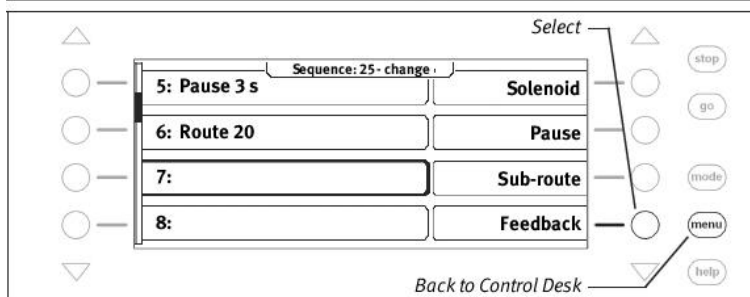 Select
stop
Sequence: 25- change
5: Pause 3 s
Solenoid
go
6: Route 20
Pause
7:
Sub-route
mode
8:
Feedback
menu
help
Back to Control Desk